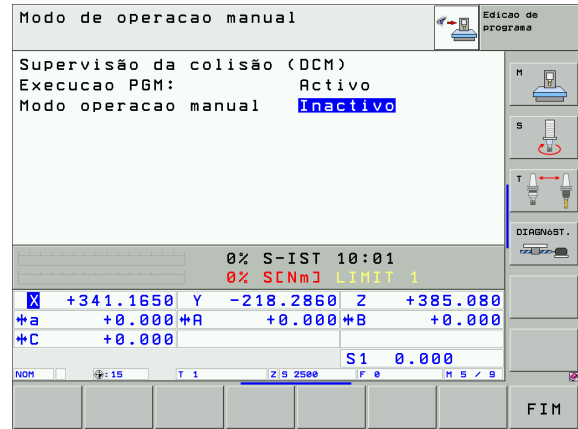 Modo de operacao manual
Edicao de
programa
Supervisão da colisão (DCM)
Execucao PGM: Activo
Modo operacao manual Inactivo
M
S
T
DIAGNóST.
0% S-IST 10:01
0% S[Nm] LIMIT 1
X +341.1650 Y -218.2860 Z +385.080
a +0.000 A +0.000 B +0.000
C +0.000
S1 0.000
NOM : 15 T 1 Z S 2500 F 0 M 5 / 9
FIM